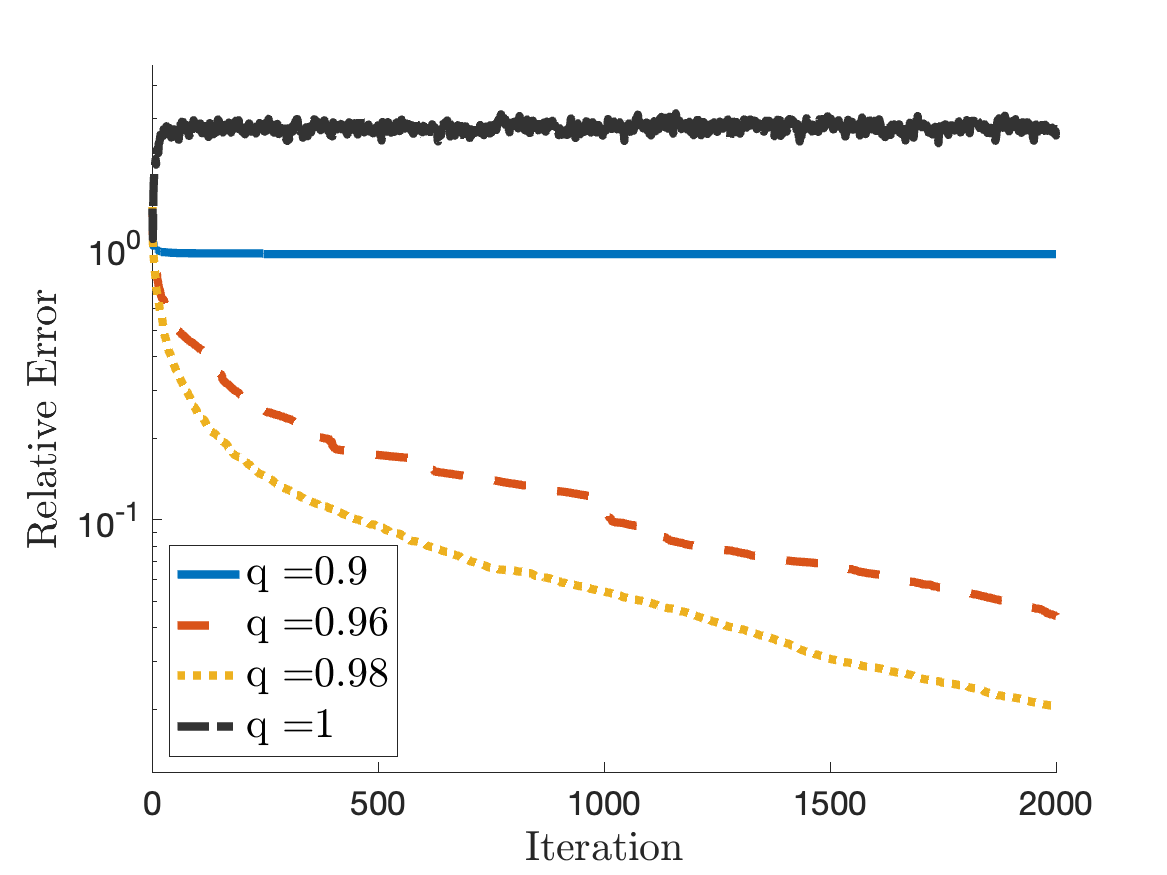 10^0
10^-1
Relative Error
q =0.9
q =0.96
q =0.98
q =1
0 500 1000 1500 2000
Iteration